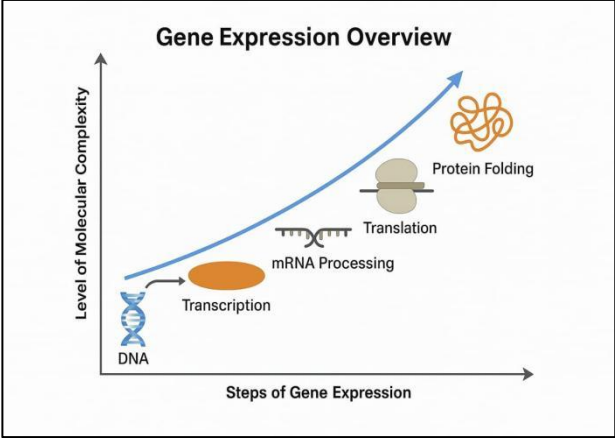 Gene Expression Overview
Level of Molecular Complexity
Protein Folding
Translation
mRNA Processing
Transcription
DNA
Steps of Gene Expression